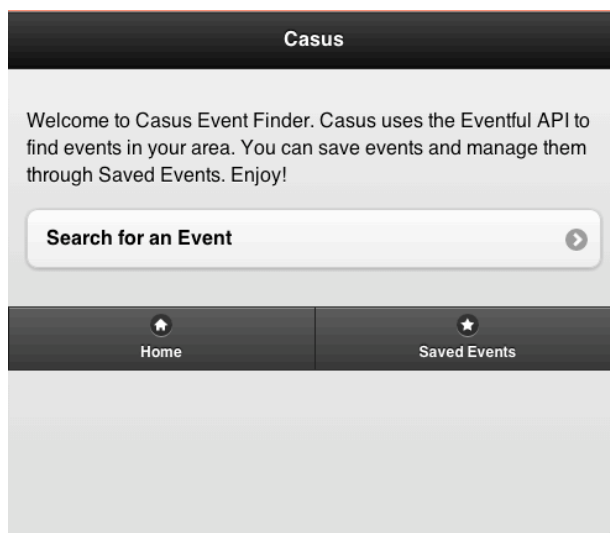 Casus
Welcome to Casus Event Finder. Casus uses the Eventful API to
find events in your area. You can save events and manage them
through Saved Events. Enjoy!
Search for an Event
Home
Saved Events